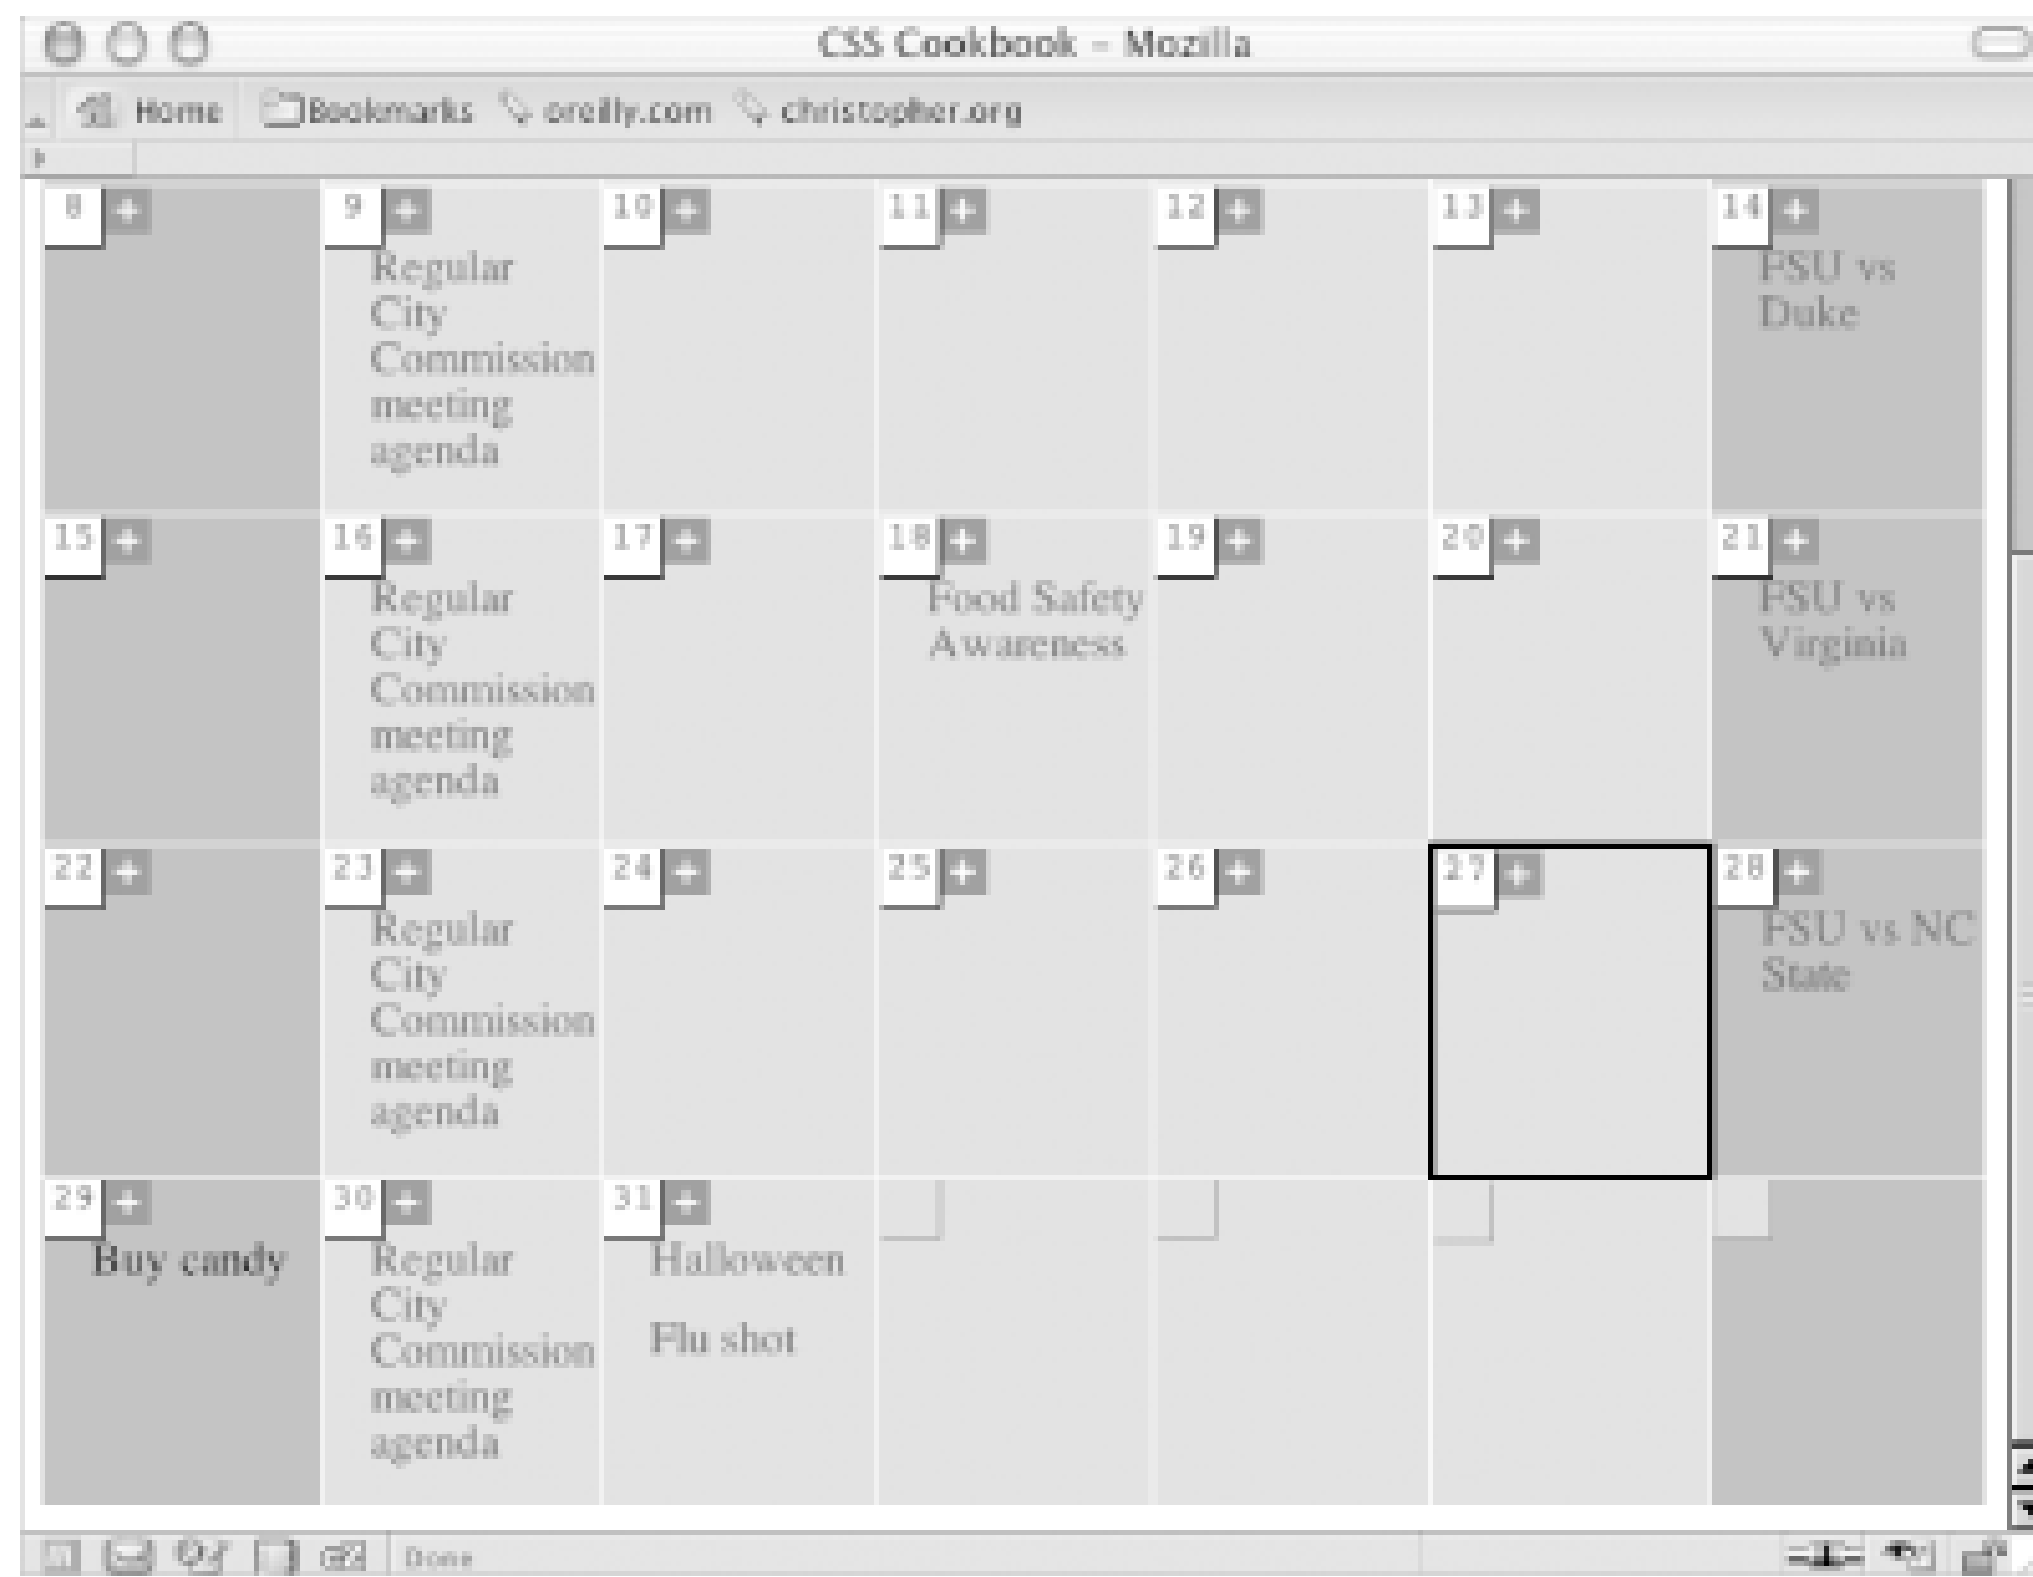 CSS Cookbook – Mozilla
Home Bookmarks oreilly.com christopher.org
8 + 9 + 10 + 11 + 12 + 13 + 14 +
Regular FSU vs
City Duke
Commission
meeting
agenda
15 + 16 + 17 + 18 + 19 + 20 + 21 +
Regular Food Safety FSU vs
City Awareness Virginia
Commission
meeting
agenda
22 + 23 + 24 + 25 + 26 + 27 + 28 +
Regular FSU vs NC
City State
Commission
meeting
agenda
29 + 30 + 31 +
Buy candy Regular Halloween
City
Commission Flu shot
meeting
agenda
Done